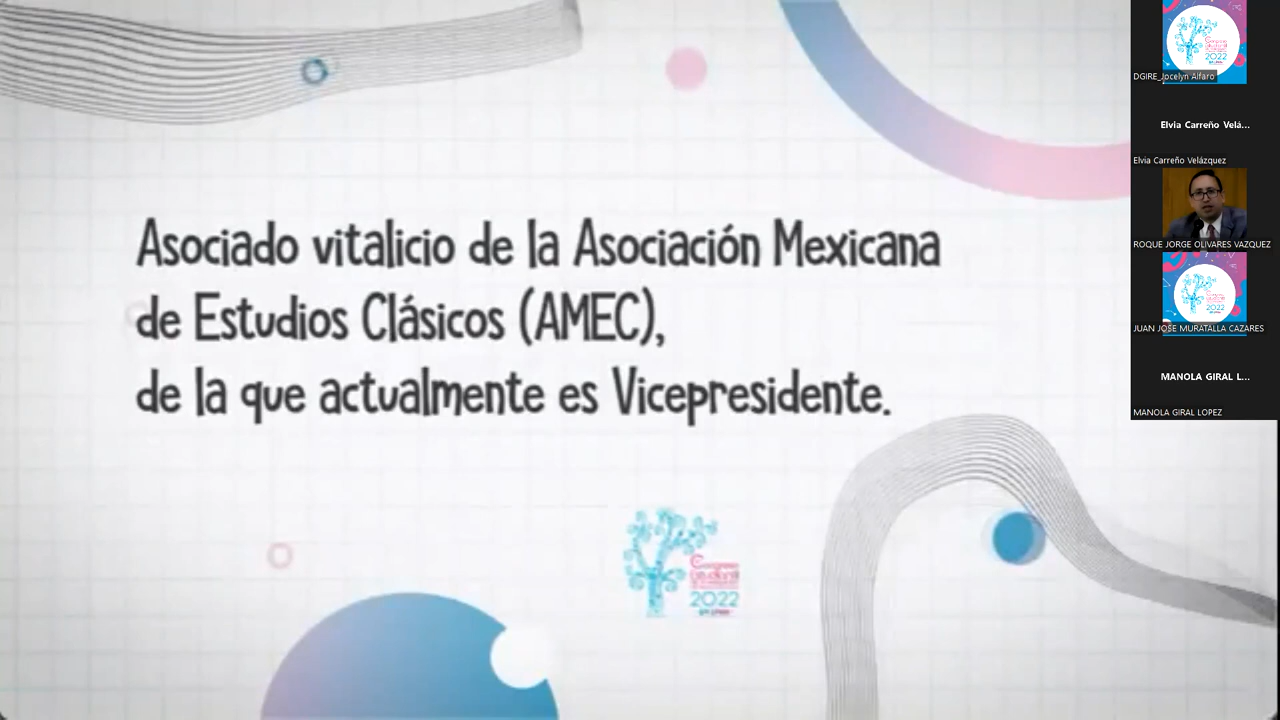 Asociado vitalicio de la Asociación Mexicana
de Estudios Clásicos (AMEC),
de la que actualmente es Vicepresidente.
2022
2022
DGIRE_Jocelyn Alfaro
Elvia Carreño Velá...
Elvia Carreño Velázquez
ROQUE JORGE OLIVARES VAZQUEZ
JUAN JOSE MURATALLA CAZARES
MANOLA GIRAL L...
MANOLA GIRAL LOPEZ